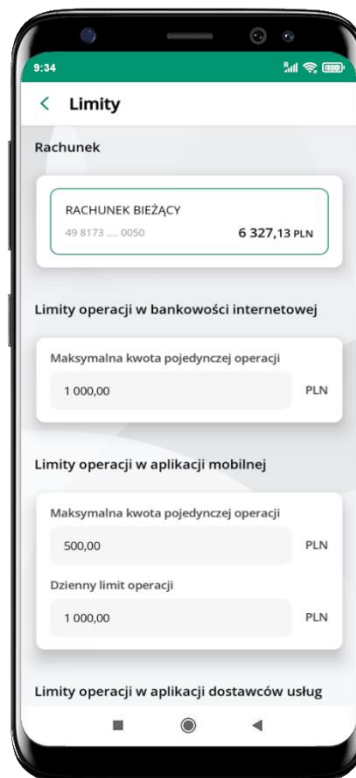 9:34
100
Limity
Rachunek
RACHUNEK BIEŻĄCY
49 8173 .... 0050
6 327,13 PLN
Limity operacji w bankowości internetowej
Maksymalna kwota pojedynczej operacji
1 000,00 PLN
Limity operacji w aplikacji mobilnej
Maksymalna kwota pojedynczej operacji
500,00 PLN
Dzienny limit operacji
1 000,00 PLN
Limity operacji w aplikacji dostawców usług